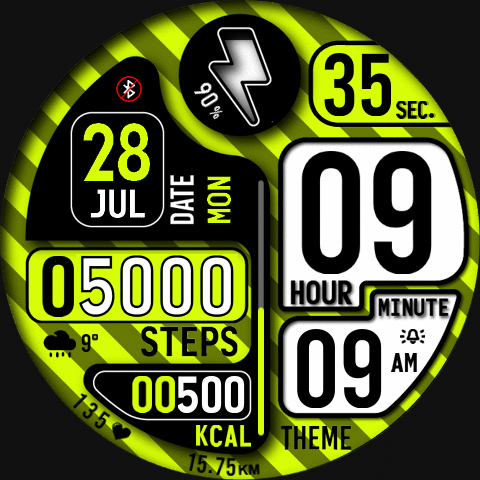 90%
35 SEC.
28
JUL
DATE
MON
09
HOUR
MINUTE
09
AM
05000
STEPS
9°
00500
KCAL
135
THEME
15.75KM